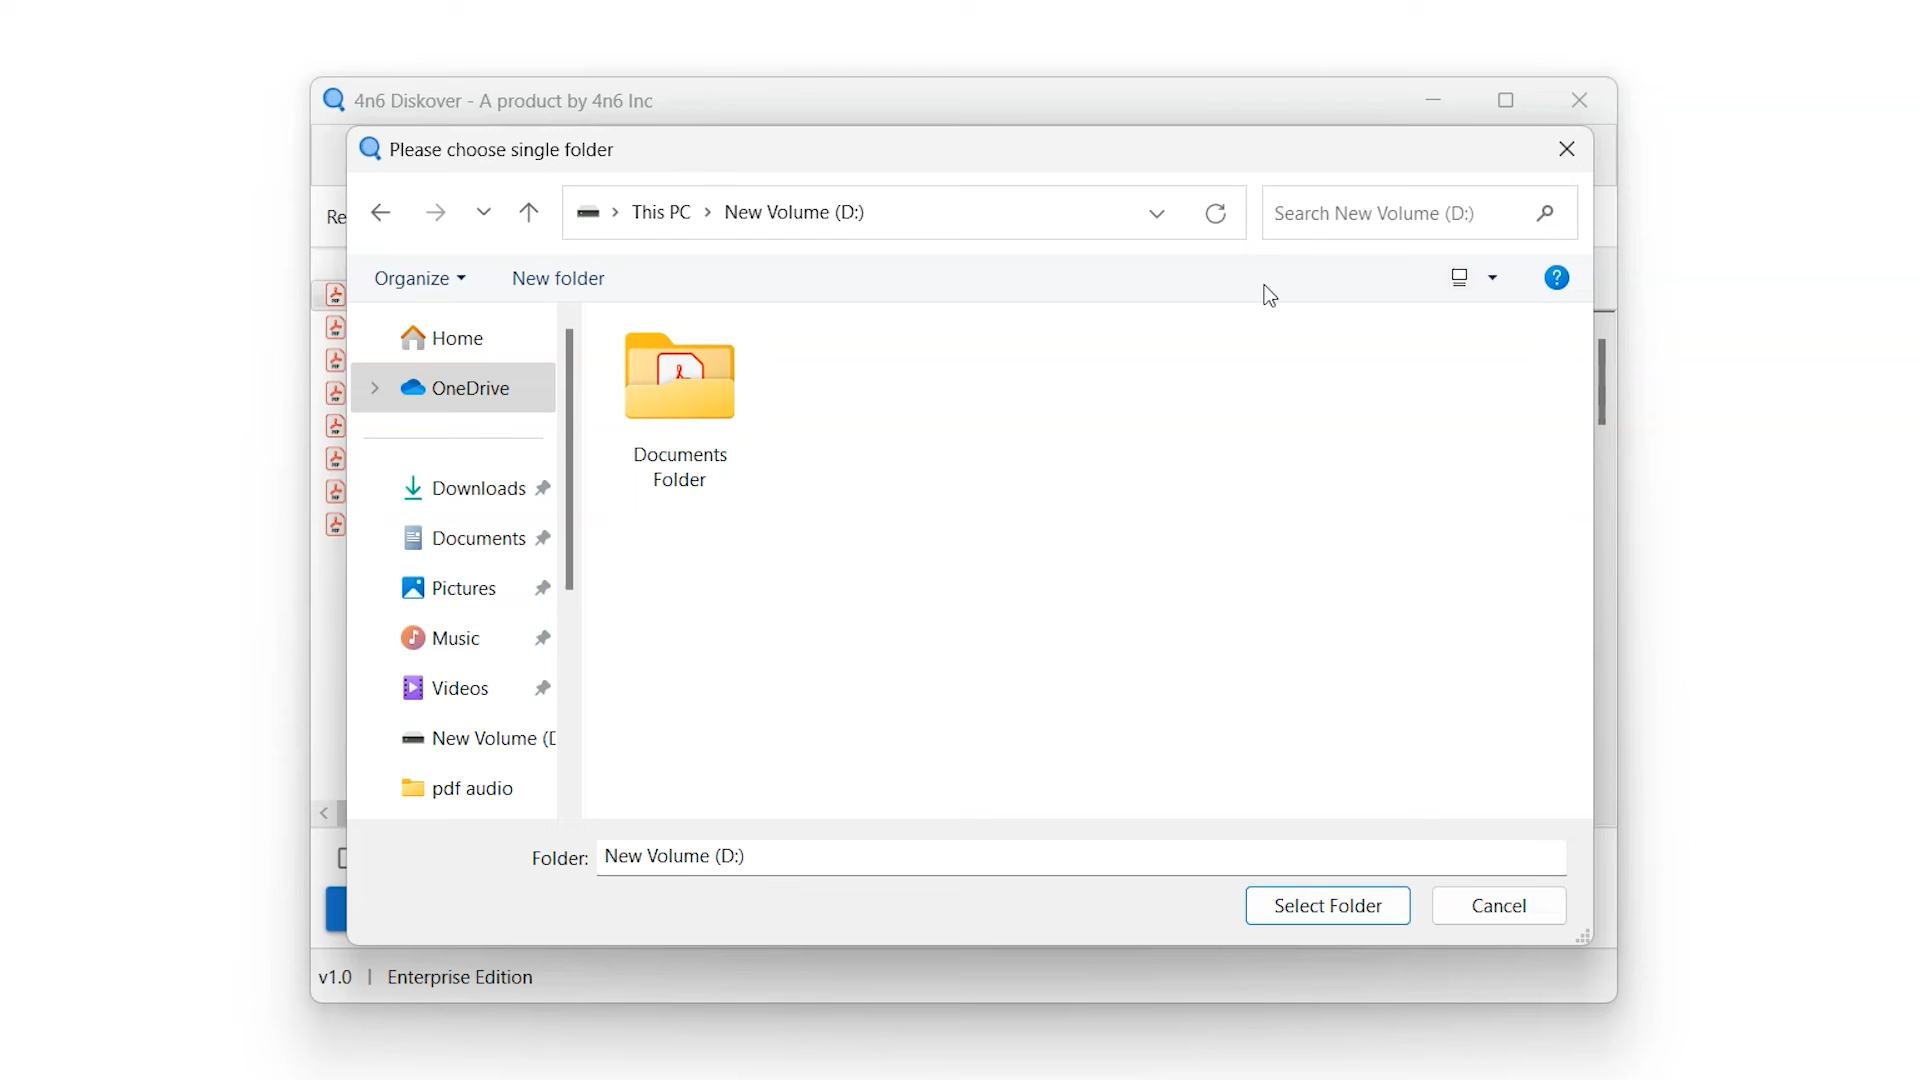 4n6 Diskover - A product by 4n6 Inc
Please choose single folder
Re
This PC > New Volume (D:)
Search New Volume (D:)
Organize
New folder
?
Home
OneDrive
Downloads
Documents
Pictures
Music
Videos
New Volume (D
pdf audio
Documents
Folder
Folder: New Volume (D:)
Select Folder
Cancel
v1.0 | Enterprise Edition